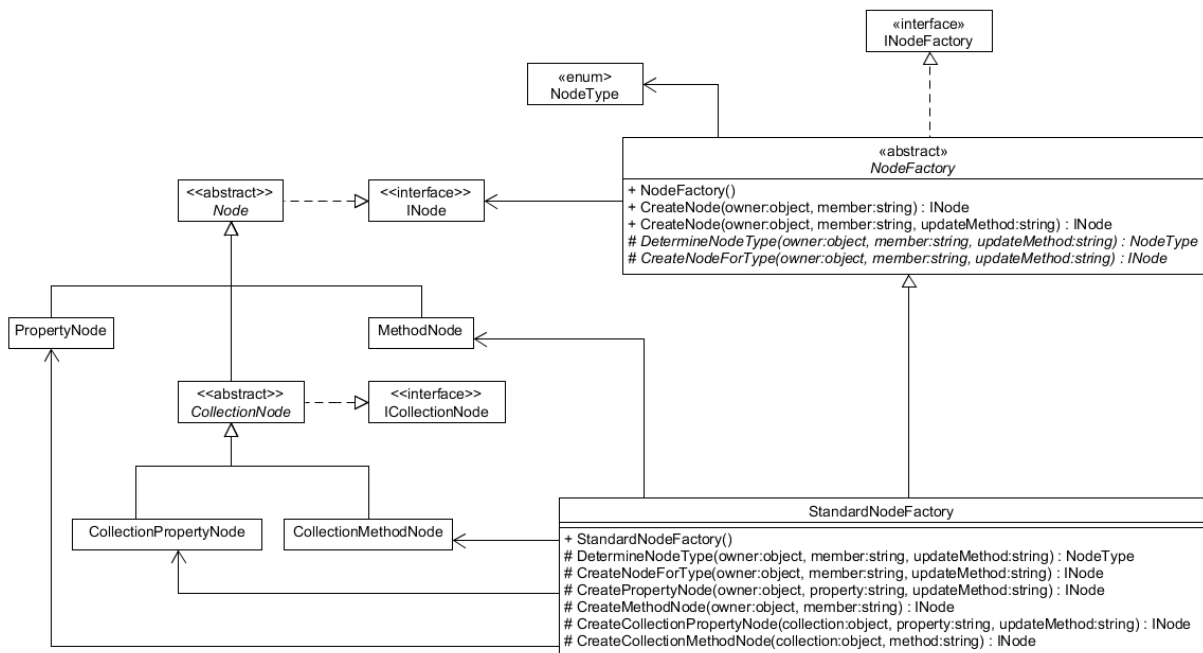 «interface»
INodeFactory
«enum>
NodeType
«abstract»
NodeFactory
+ NodeFactory()
+ CreateNode(owner:object, member:string) : INode
+ CreateNode(owner:object, member:string, updateMethod:string) : INode
# DetermineNodeType(owner:object, member:string, updateMethod:string) : NodeType
# CreateNodeForType(owner:object, member:string, updateMethod:string) : INode
<<abstract>>
Node
<<interface>>
INode
PropertyNode
MethodNode
<<abstract>>
CollectionNode
<<interface>>
ICollectionNode
CollectionPropertyNode
CollectionMethodNode
StandardNodeFactory
+ StandardNodeFactory()
# DetermineNodeType(owner:object, member:string, updateMethod:string) : NodeType
# CreateNodeForType(owner:object, member:string, updateMethod:string) : INode
# CreatePropertyNode(owner:object, property:string, updateMethod:string) : INode
# CreateMethodNode(owner:object, member:string) : INode
# CreateCollectionPropertyNode(collection:object, property:string, updateMethod:string) : INode
# CreateCollectionMethodNode(collection:object, method:string) : INode